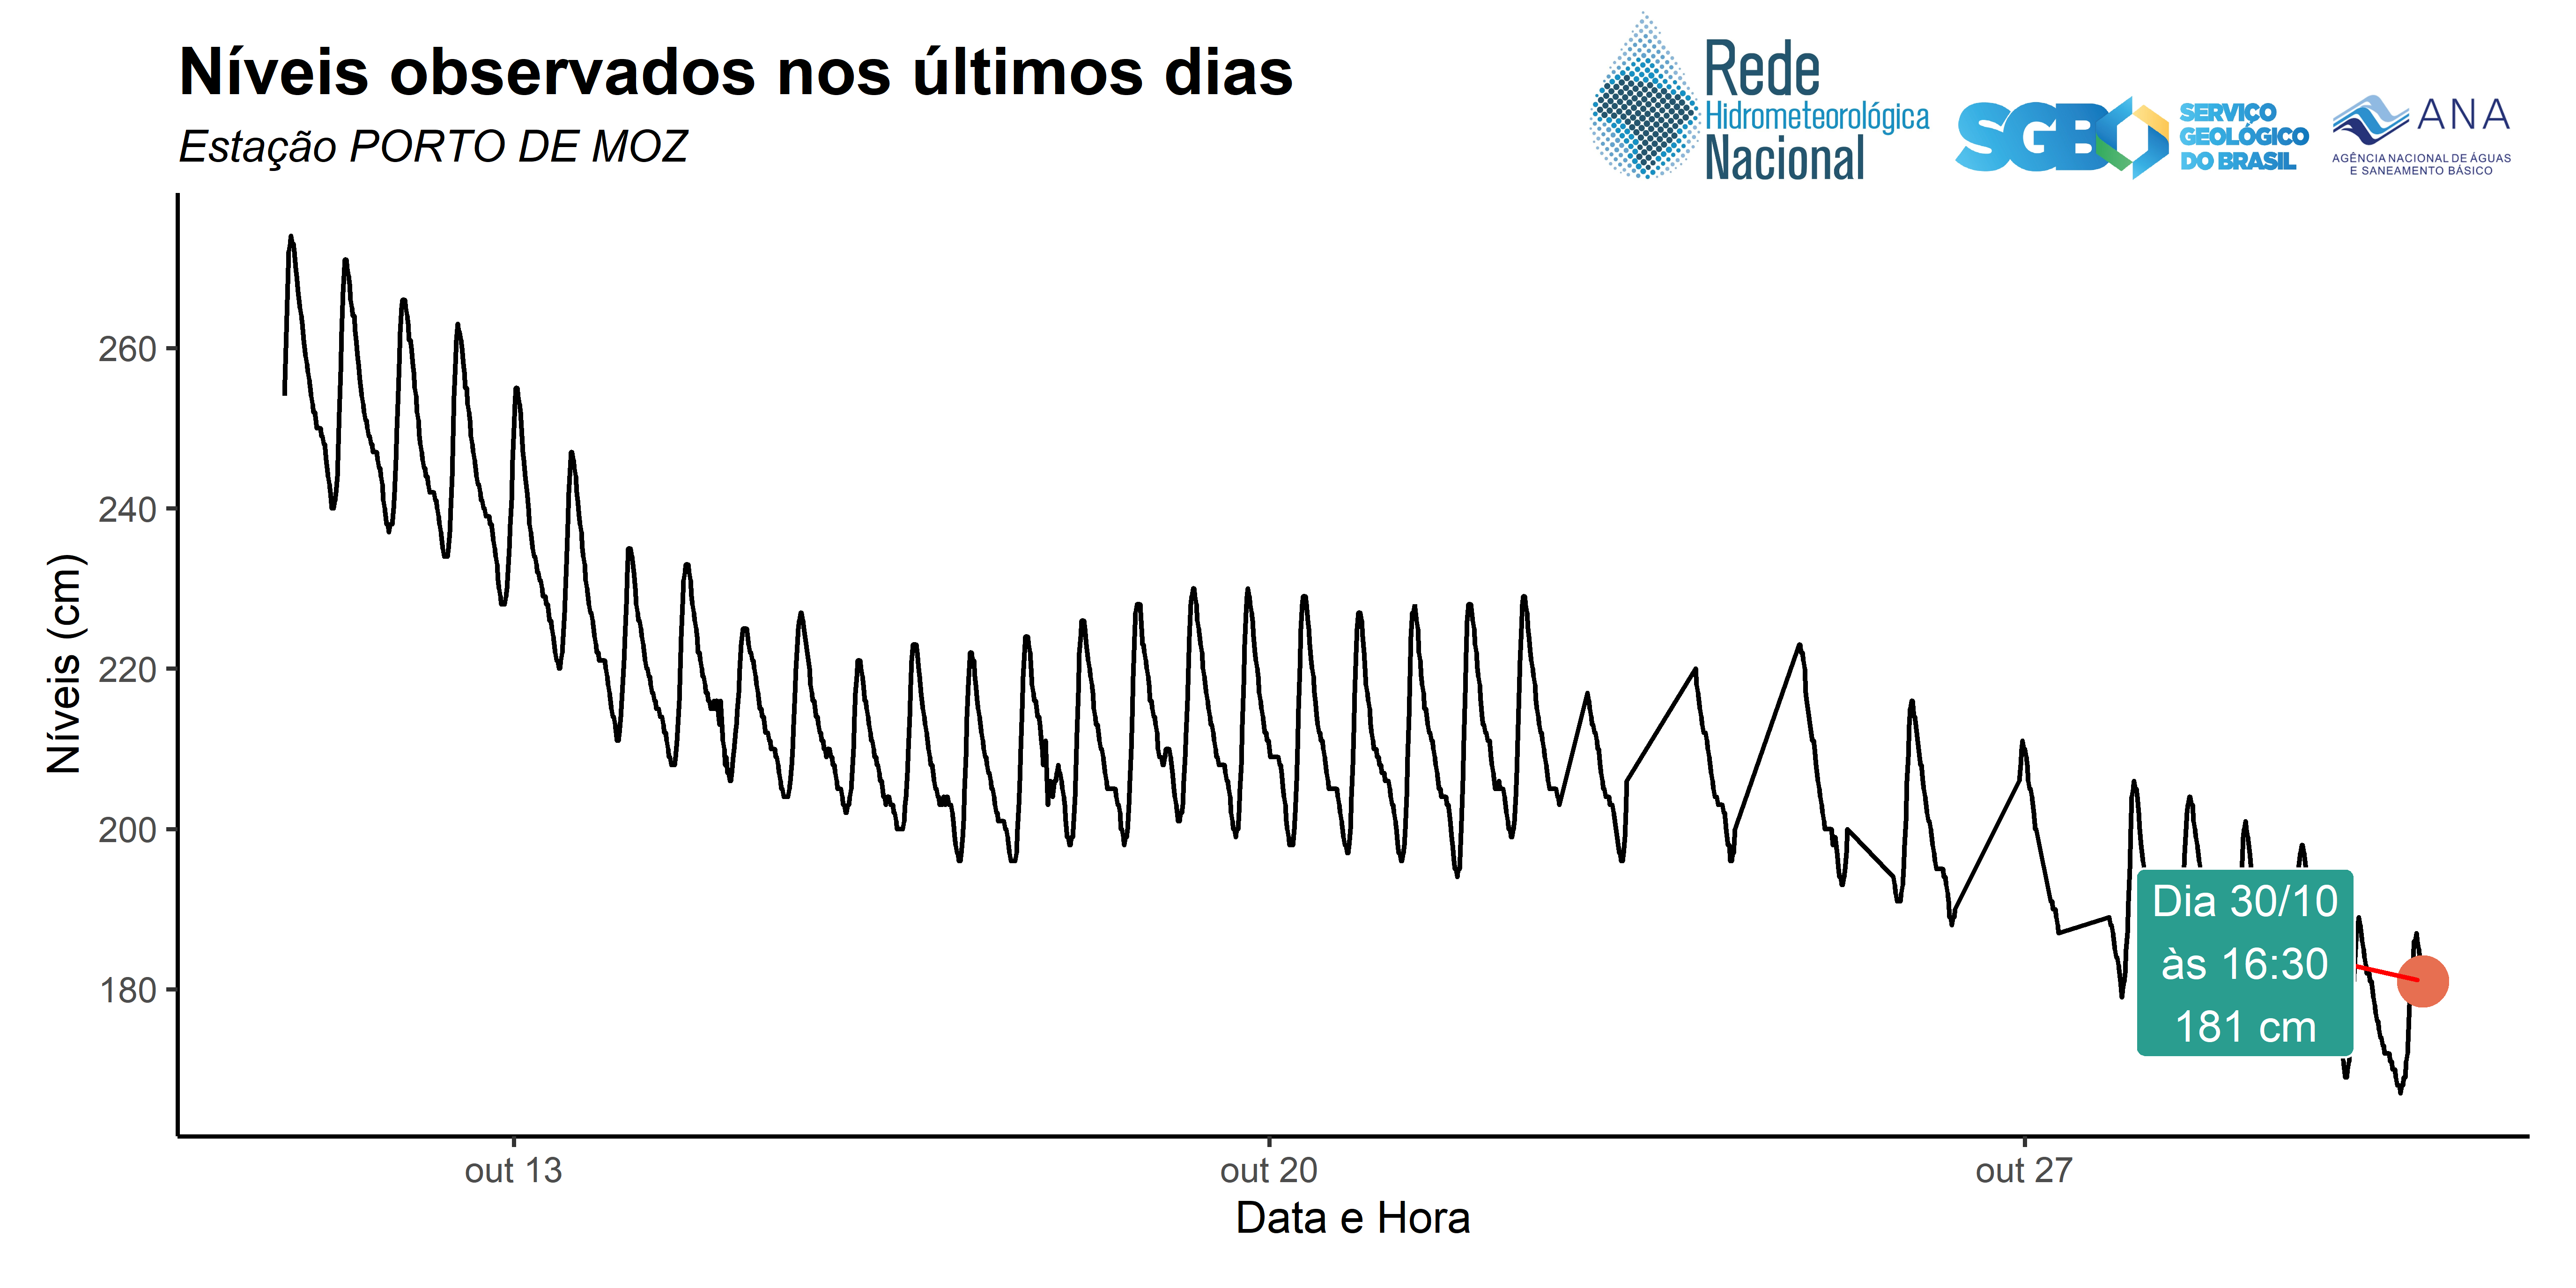 Níveis observados nos últimos dias
Estação PORTO DE MOZ
Rede
Hidrometeorológica
Nacional
SGB
SERVIÇO
GEOLÓGICO
DO BRASIL
ANA
AGÊNCIA NACIONAL DE ÁGUAS
E SANEAMENTO BÁSICO
Níveis (cm)
260
240
220
200
180
Dia 30/10
às 16:30
181 cm
out 13
out 20
out 27
Data e Hora